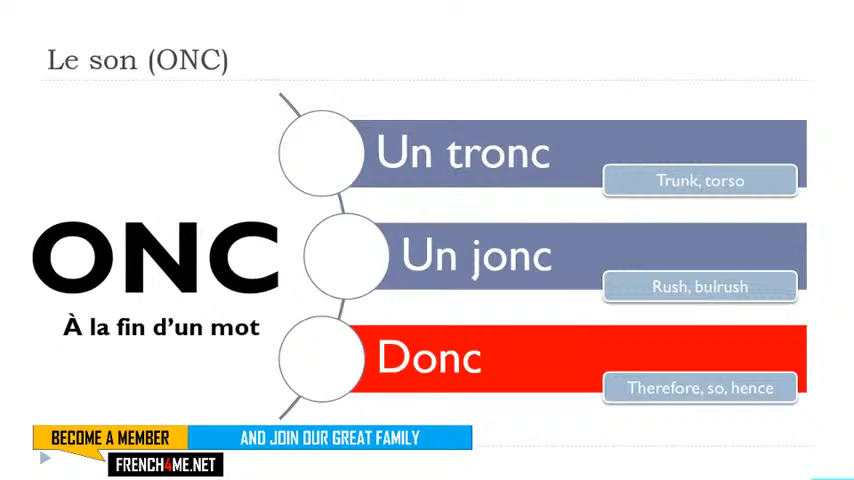 Le son (ONC)
Un tronc
Trunk, torso
ONC
À la fin d'un mot
Un jonc
Rush, bulrush
Donc
Therefore, so, hence
BECOME A MEMBER
AND JOIN OUR GREAT FAMILY
FRENCH4ME.NET